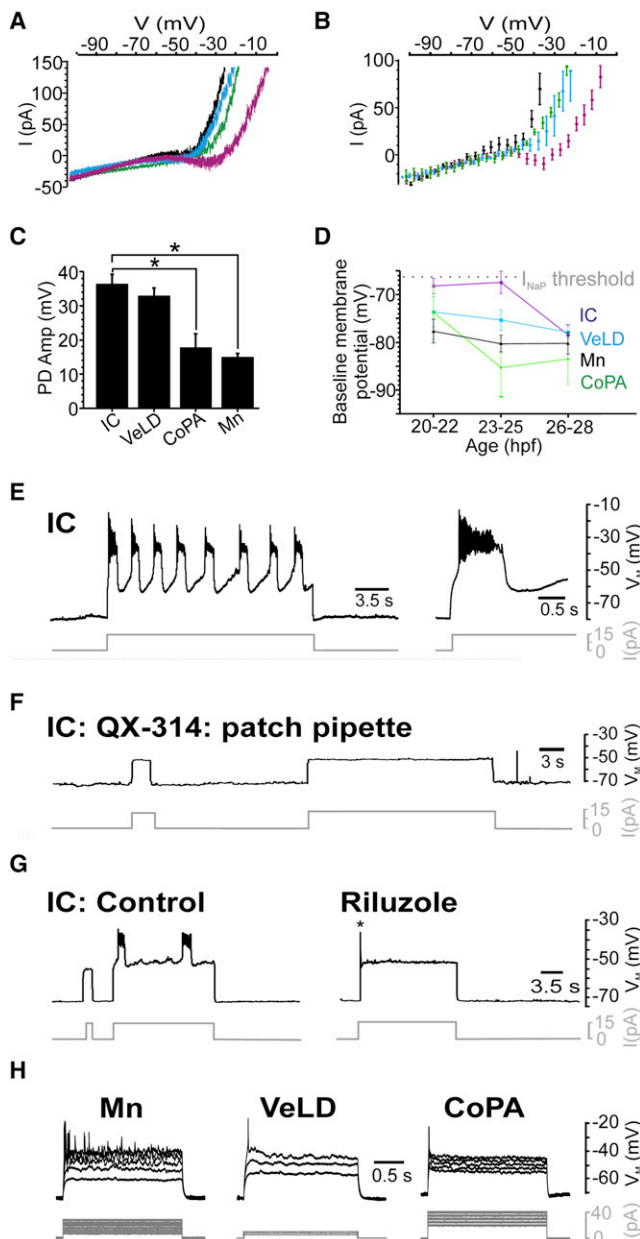 A
V (mV)
-90 -70 -50 -30 -10
150
100
50
0
-50
I (pA)
B
V (mV)
-90 -70 -50 -30 -10
100
50
0
I (pA)
C
PD Amp (mV)
40
30
20
10
0
* *
IC VeLD CoPA Mn
D
Baseline membrane
potential (mV)
-70
-80
-90
I NaP threshold
IC
VeLD
Mn
CoPA
20-22 23-25 26-28
Age (hpf)
E
IC
3.5 s
0.5 s
-10
-30
-50
-70
V M (mV)
15
0
I(pA)
F
IC: QX-314: patch pipette
3 s
-30
-50
-70
V M (mV)
15
0
I(pA)
G
IC: Control
Riluzole
*
3.5 s
-30
-50
-70
V M (mV)
15
0
I(pA)
H
Mn VeLD CoPA
0.5 s
-20
-40
-60
V M (mV)
40
0
I(pA)